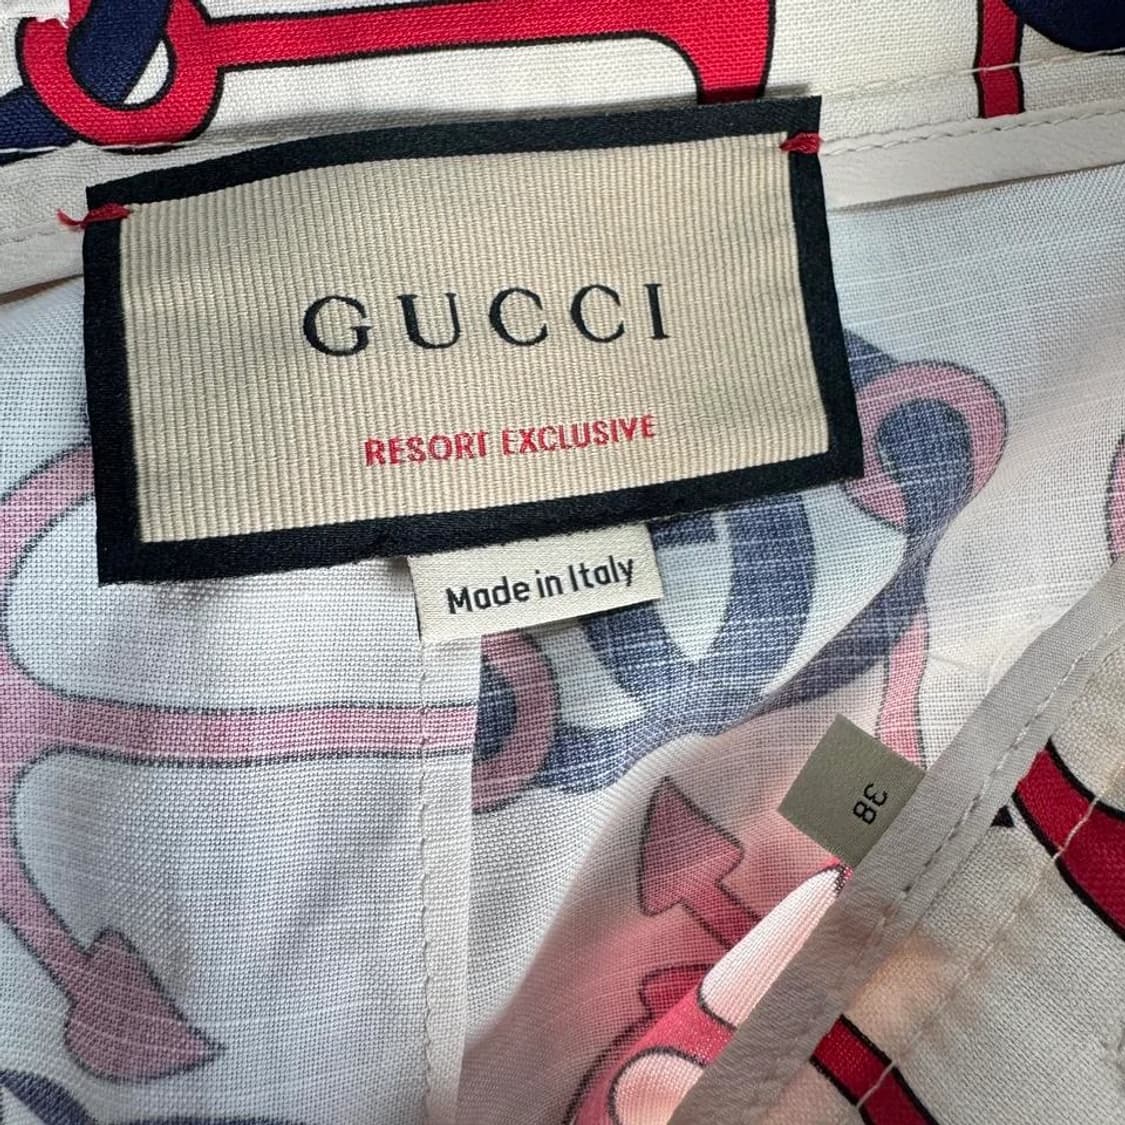 GUCCI
RESORT EXCLUSIVE
Made in Italy
38